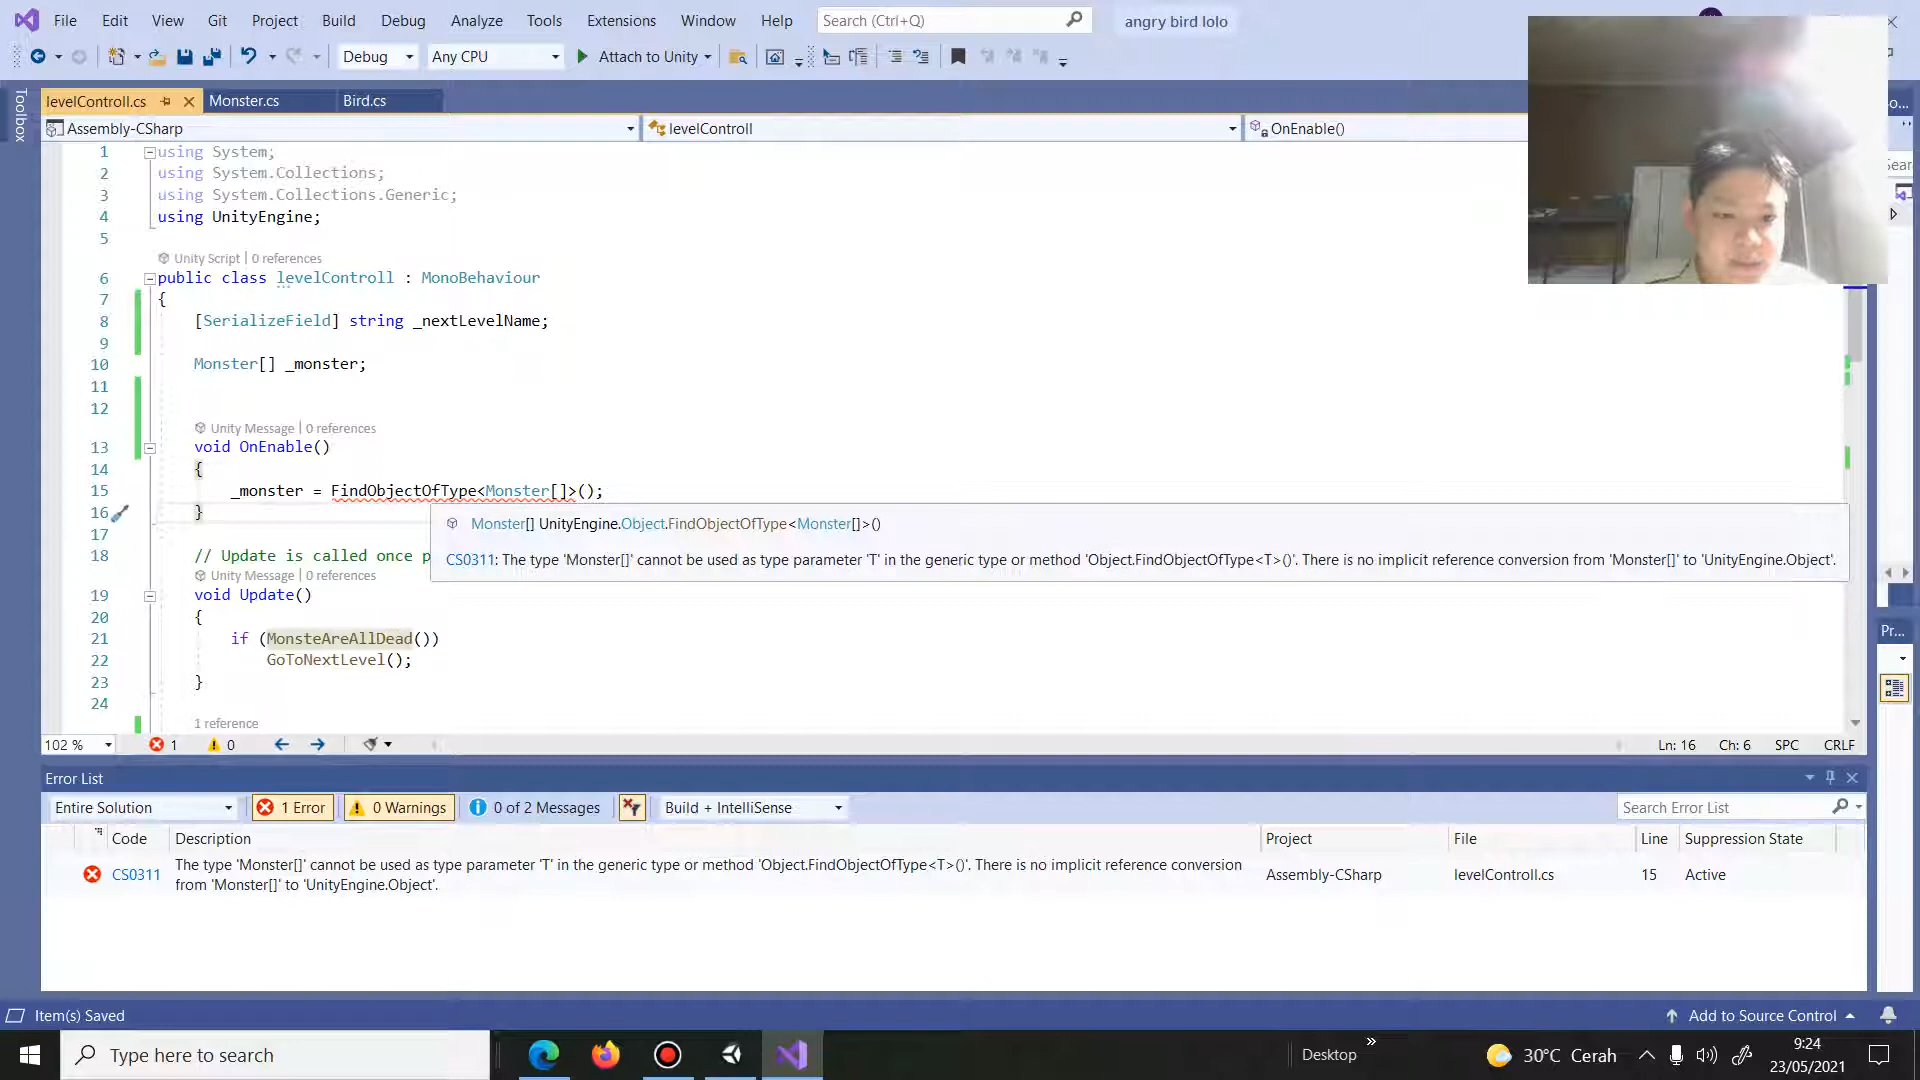 File Edit View Git Project Build Debug Analyze Tools Extensions Window Help Search (Ctrl+Q) angry bird lolo
Debug Any CPU Attach to Unity
Toolbox
levelControll.cs Monster.cs Bird.cs
Assembly-CSharp levelControll OnEnable()
1 using System;
2 using System.Collections;
3 using System.Collections.Generic;
4 using UnityEngine;
5
Unity Script | 0 references
6 public class levelControll : MonoBehaviour
7 {
8 [SerializeField] string _nextLevelName;
9
10 Monster[] _monster;
11
12
Unity Message | 0 references
13 void OnEnable()
14 {
15 _monster = FindObjectOfType<Monster[]>();
16 }
Monster[] UnityEngine.Object.FindObjectOfType<Monster[]>()
CS0311: The type 'Monster[]' cannot be used as type parameter 'T' in the generic type or method 'Object.FindObjectOfType<T>()'. There is no implicit reference conversion from 'Monster[]' to 'UnityEngine.Object'.
17
18 // Update is called once p
Unity Message | 0 references
19 void Update()
20 {
21 if (MonsteAreAllDead())
22 GoToNextLevel();
23 }
24
1 reference
102 % 1 0 Ln: 16 Ch: 6 SPC CRLF
Pr...
Error List
Entire Solution 1 Error 0 Warnings 0 of 2 Messages Build + IntelliSense Search Error List
Code Description Project File Line Suppression State
CS0311 The type 'Monster[]' cannot be used as type parameter 'T' in the generic type or method 'Object.FindObjectOfType<T>()'. There is no implicit reference conversion
from 'Monster[]' to 'UnityEngine.Object'. Assembly-CSharp levelControll.cs 15 Active
Item(s) Saved Add to Source Control
Type here to search Desktop 30°C Cerah 9:24
23/05/2021